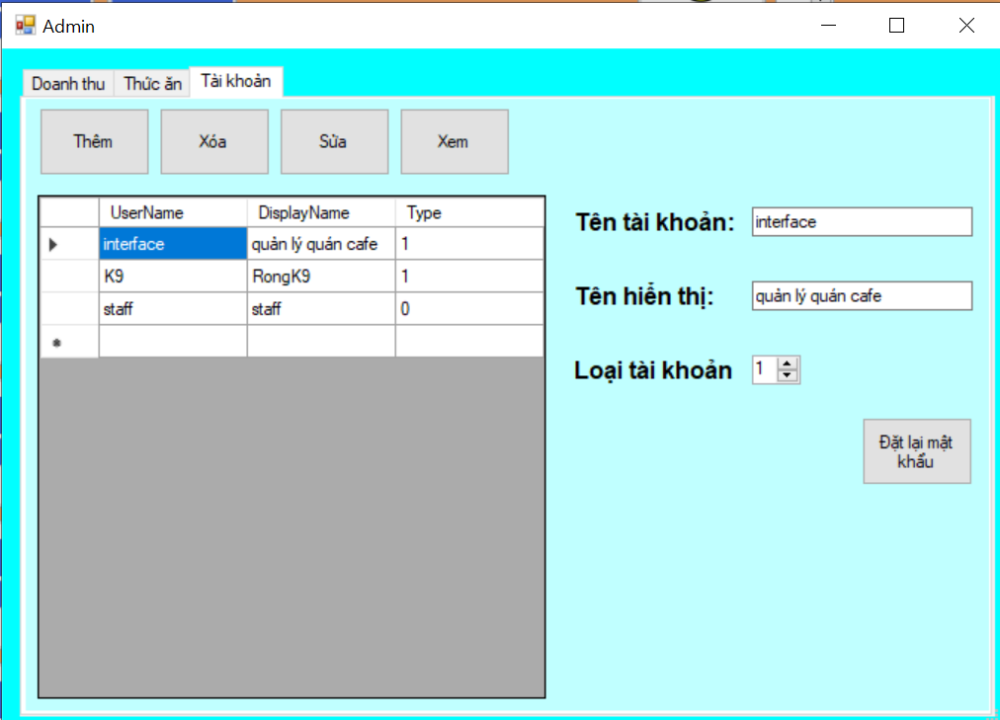 Admin
Doanh thu Thức ăn Tài khoản
Thêm Xóa Sửa Xem
UserName DisplayName Type
interface quản lý quán cafe 1
K9 RongK9 1
staff staff 0
Tên tài khoản: interface
Tên hiển thị: quản lý quán cafe
Loại tài khoản 1
Đặt lại mật
khẩu